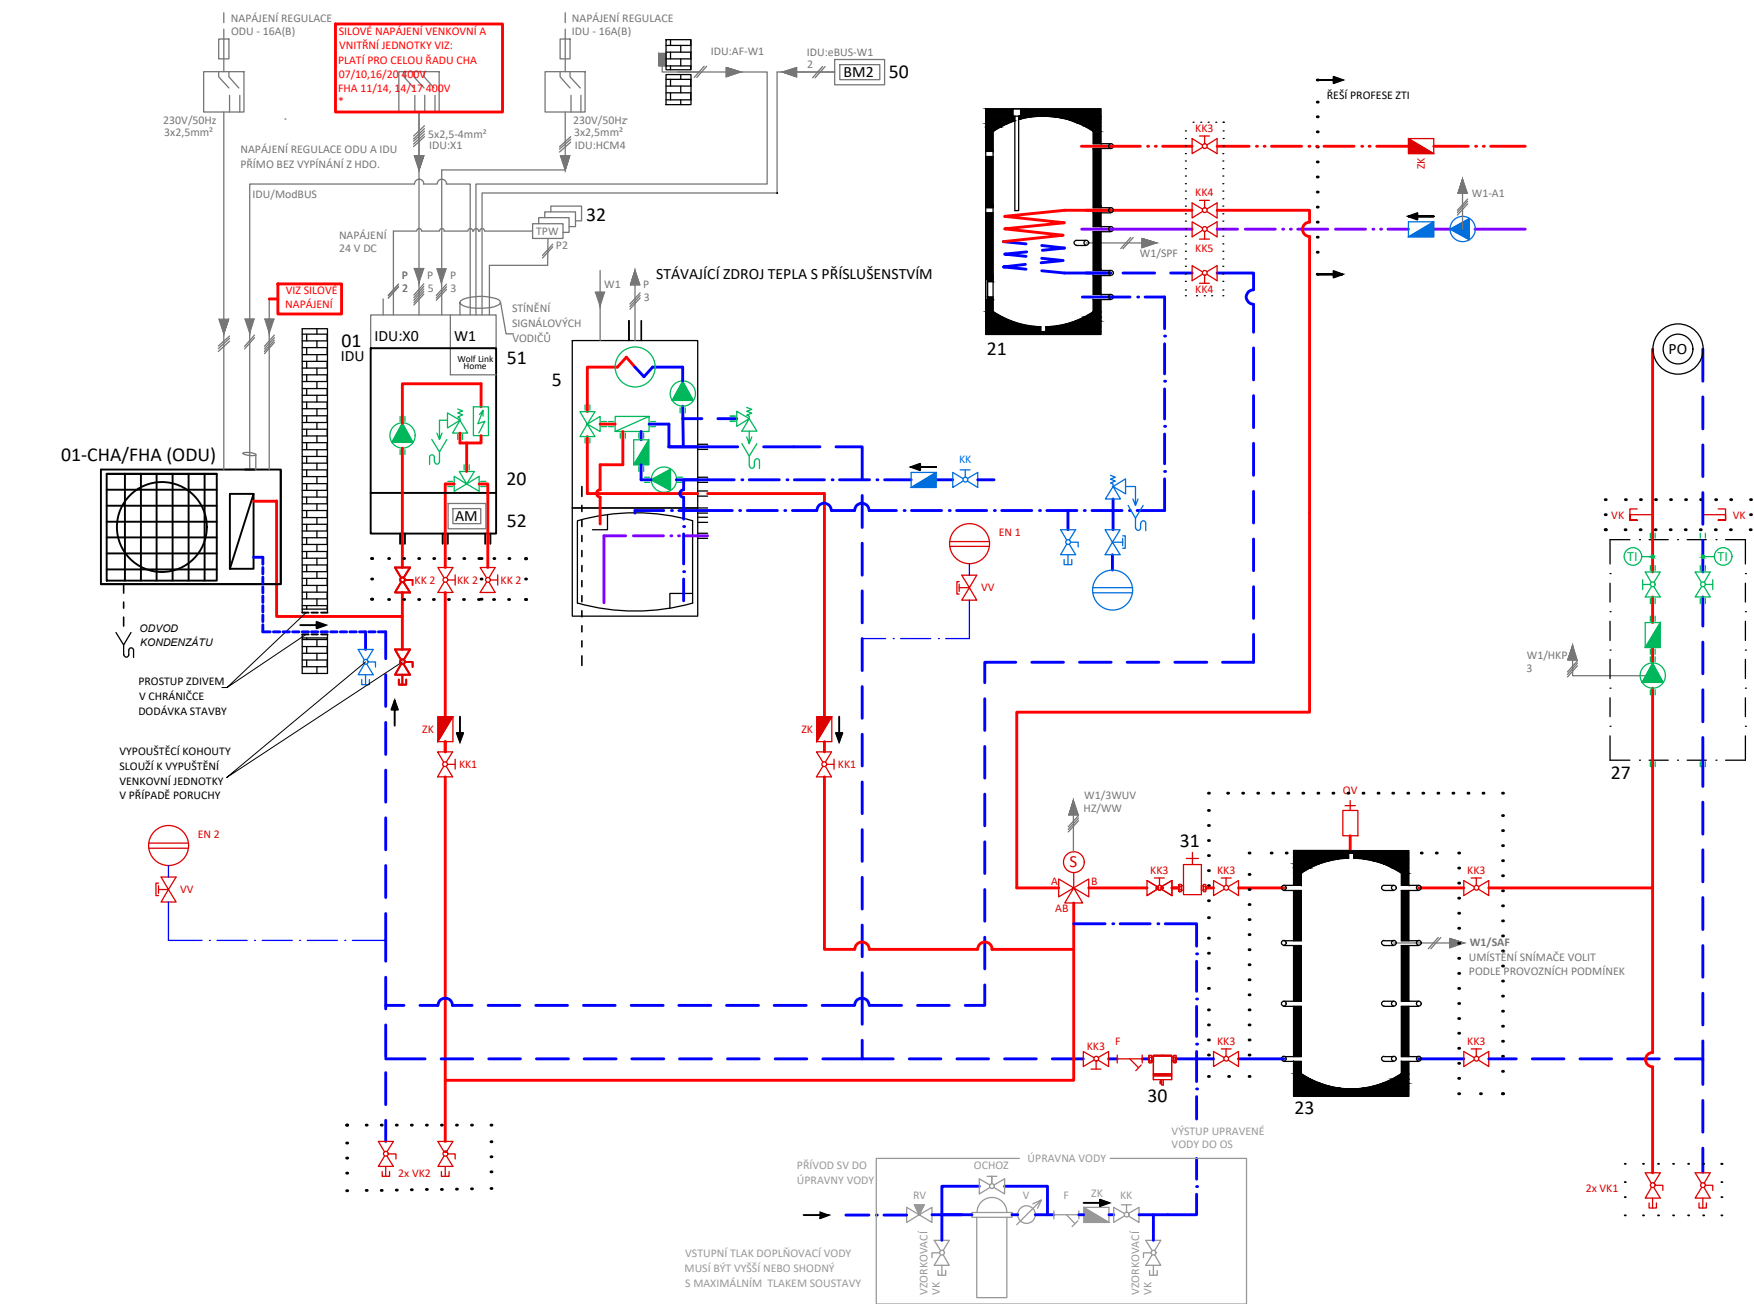 NAPÁJENÍ REGULACE
ODU - 16A(B)
SILOVÉ NAPÁJENÍ VENKOVNÍ A
VNITŘNÍ JEDNOTKY VIZ:
PLATÍ PRO CELOU ŘADU CHA
07/10,16/20 400V
FHA 11/14, 14/17 400V
*
NAPÁJENÍ REGULACE
IDU - 16A(B)
IDU:AF-W1
IDU:eBUS-W1
2
BM2
50
ŘEŠÍ PROFESE ZTI
230V/50Hz
3x2,5mm²
5x2,5-4mm²
IDU:X1
230V/50Hz
3x2,5mm²
IDU:HCM4
NAPÁJENÍ REGULACE ODU A IDU
PŘÍMO BEZ VYPÍNÁNÍ Z HDO.
IDU/ModBUS
KK3
ZK
KK4
W1-A1
KK5
W1/SPF
KK4
21
32
TPW
P2
NAPÁJENÍ
24 V DC
P
2
P
5
P
3
STÁVAJÍCÍ ZDROJ TEPLA S PŘÍSLUŠENSTVÍM
W1
P
3
VIZ SILOVÉ
NAPÁJENÍ
STÍNĚNÍ
SIGNÁLOVÝCH
VODIČŮ
01
IDU
IDU:X0
W1
Wolf Link
Home
51
5
PO
01-CHA/FHA (ODU)
20
AM
52
KK
EN 1
VV
VK
VK
TI
TI
KK 2
KK 2
KK 2
ODVOD
KONDENZÁTU
PROSTUP ZDIVEM
V CHRÁNIČCE
DODÁVKA STAVBY
W1/HKP
3
27
ZK
KK1
ZK
KK1
VYPOUŠTĚCÍ KOHOUTY
SLOUŽÍ K VYPUŠTĚNÍ
VENKOVNÍ JEDNOTKY
V PŘÍPADĚ PORUCHY
EN 2
VV
W1/3WUV
HZ/WW
S
A
B
AB
31
OV
KK3
KK3
KK3
W1/SAF
UMÍSTĚNÍ SNÍMAČE VOLIT
PODLE PROVOZNÍCH PODMÍNEK
KK3
F
KK3
KK3
30
23
2x VK2
VÝSTUP UPRAVENÉ
VODY DO OS
PŘÍVOD SV DO
ÚPRAVNY VODY
OCHOZ
ÚPRAVNA VODY
RV
V
F
ZK
KK
2x VK1
VZORKOVACÍ
VK
VZORKOVACÍ
VK
VSTUPNÍ TLAK DOPLŇOVACÍ VODY
MUSÍ BÝT VYŠŠÍ NEBO SHODNÝ
S MAXIMÁLNÍM TLAKEM SOUSTAVY